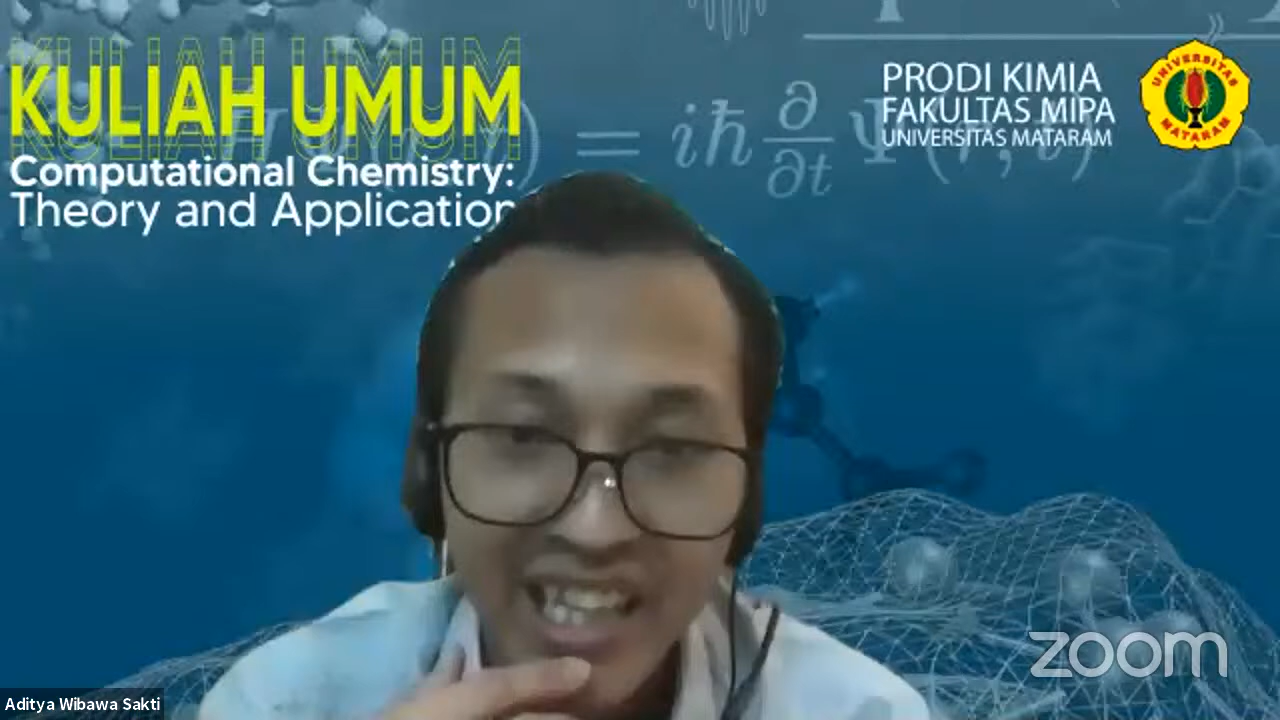 KULIAH UMUM
Computational Chemistry:
Theory and Application
) = iħ ∂/∂t Ψ(r, t)
PRODI KIMIA
FAKULTAS MIPA
UNIVERSITAS MATARAM
UNIVERSITAS
MATARAM
zoom
Aditya Wibawa Sakti